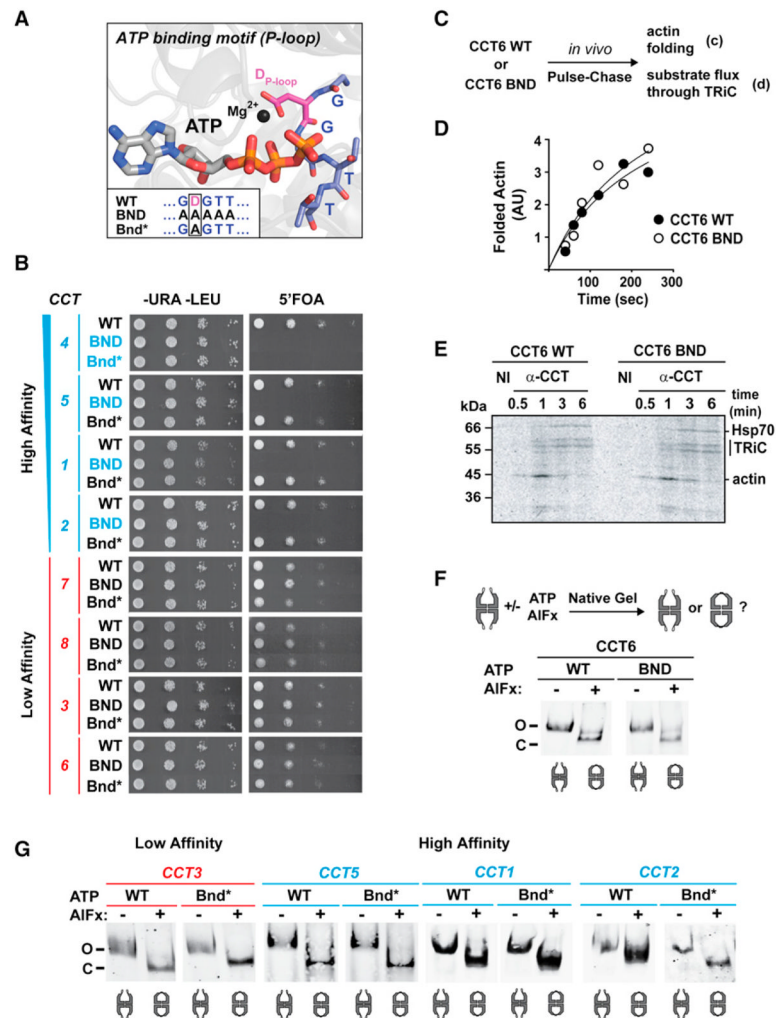 A
ATP binding motif (P-loop)
D P-loop
Mg2+
ATP
G
G
T
T
WT ...GDGTT...
BND ...AAAAA...
Bnd* ...GAGTT...
B
CCT -URA -LEU 5'FOA
High Affinity
4
WT
BND
Bnd*
5
WT
BND
Bnd*
1
WT
BND
Bnd*
2
WT
BND
Bnd*
Low Affinity
7
WT
BND
Bnd*
8
WT
BND
Bnd*
3
WT
BND
Bnd*
6
WT
BND
Bnd*
C
CCT6 WT
or
CCT6 BND
in vivo
Pulse-Chase
actin
folding (c)
substrate flux
through TRiC (d)
D
Folded Actin
(AU)
4
3
2
1
0
100 200 300
Time (sec)
CCT6 WT
CCT6 BND
E
CCT6 WT CCT6 BND
NI α-CCT NI α-CCT
kDa 0.5 1 3 6 0.5 1 3 6 time
(min)
66
55
45
36
Hsp70
TRiC
actin
F
+/- ATP
AlFx
Native Gel
or ?
CCT6
ATP WT BND
AlFx: - + - +
O
C
G
Low Affinity High Affinity
CCT3 CCT5 CCT1 CCT2
ATP WT Bnd* WT Bnd* WT Bnd* WT Bnd*
AlFx: - + - + - + - + - + - + - + - +
O
C